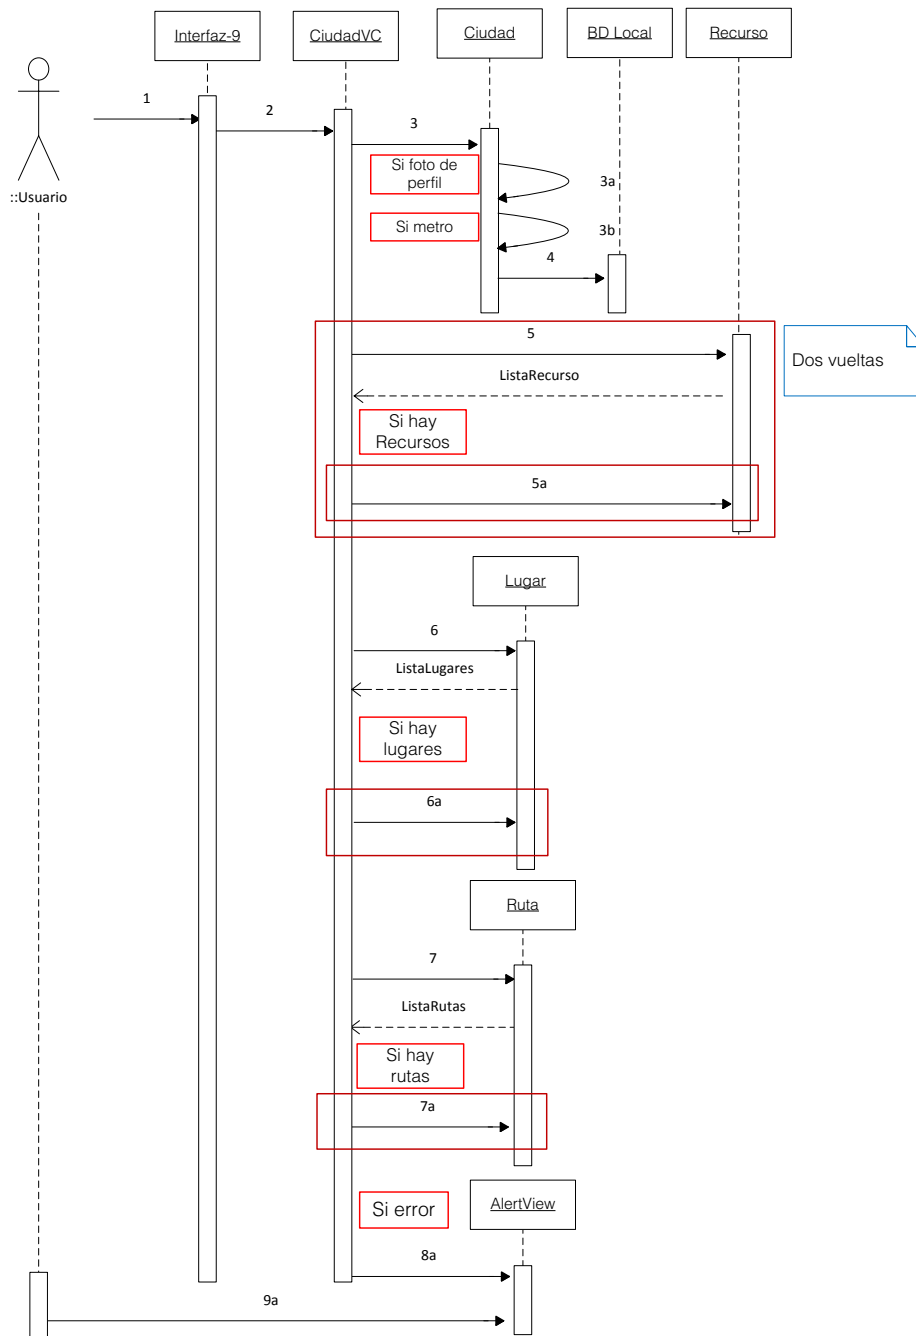 Interfaz-9
CiudadVC
Ciudad
BD Local
Recurso
::Usuario
1
2
3
Si foto de
perfil
3a
Si metro
3b
4
5
Dos vueltas
ListaRecurso
Si hay
Recursos
5a
Lugar
6
ListaLugares
Si hay
lugares
6a
Ruta
7
ListaRutas
Si hay
rutas
7a
Si error
AlertView
8a
9a